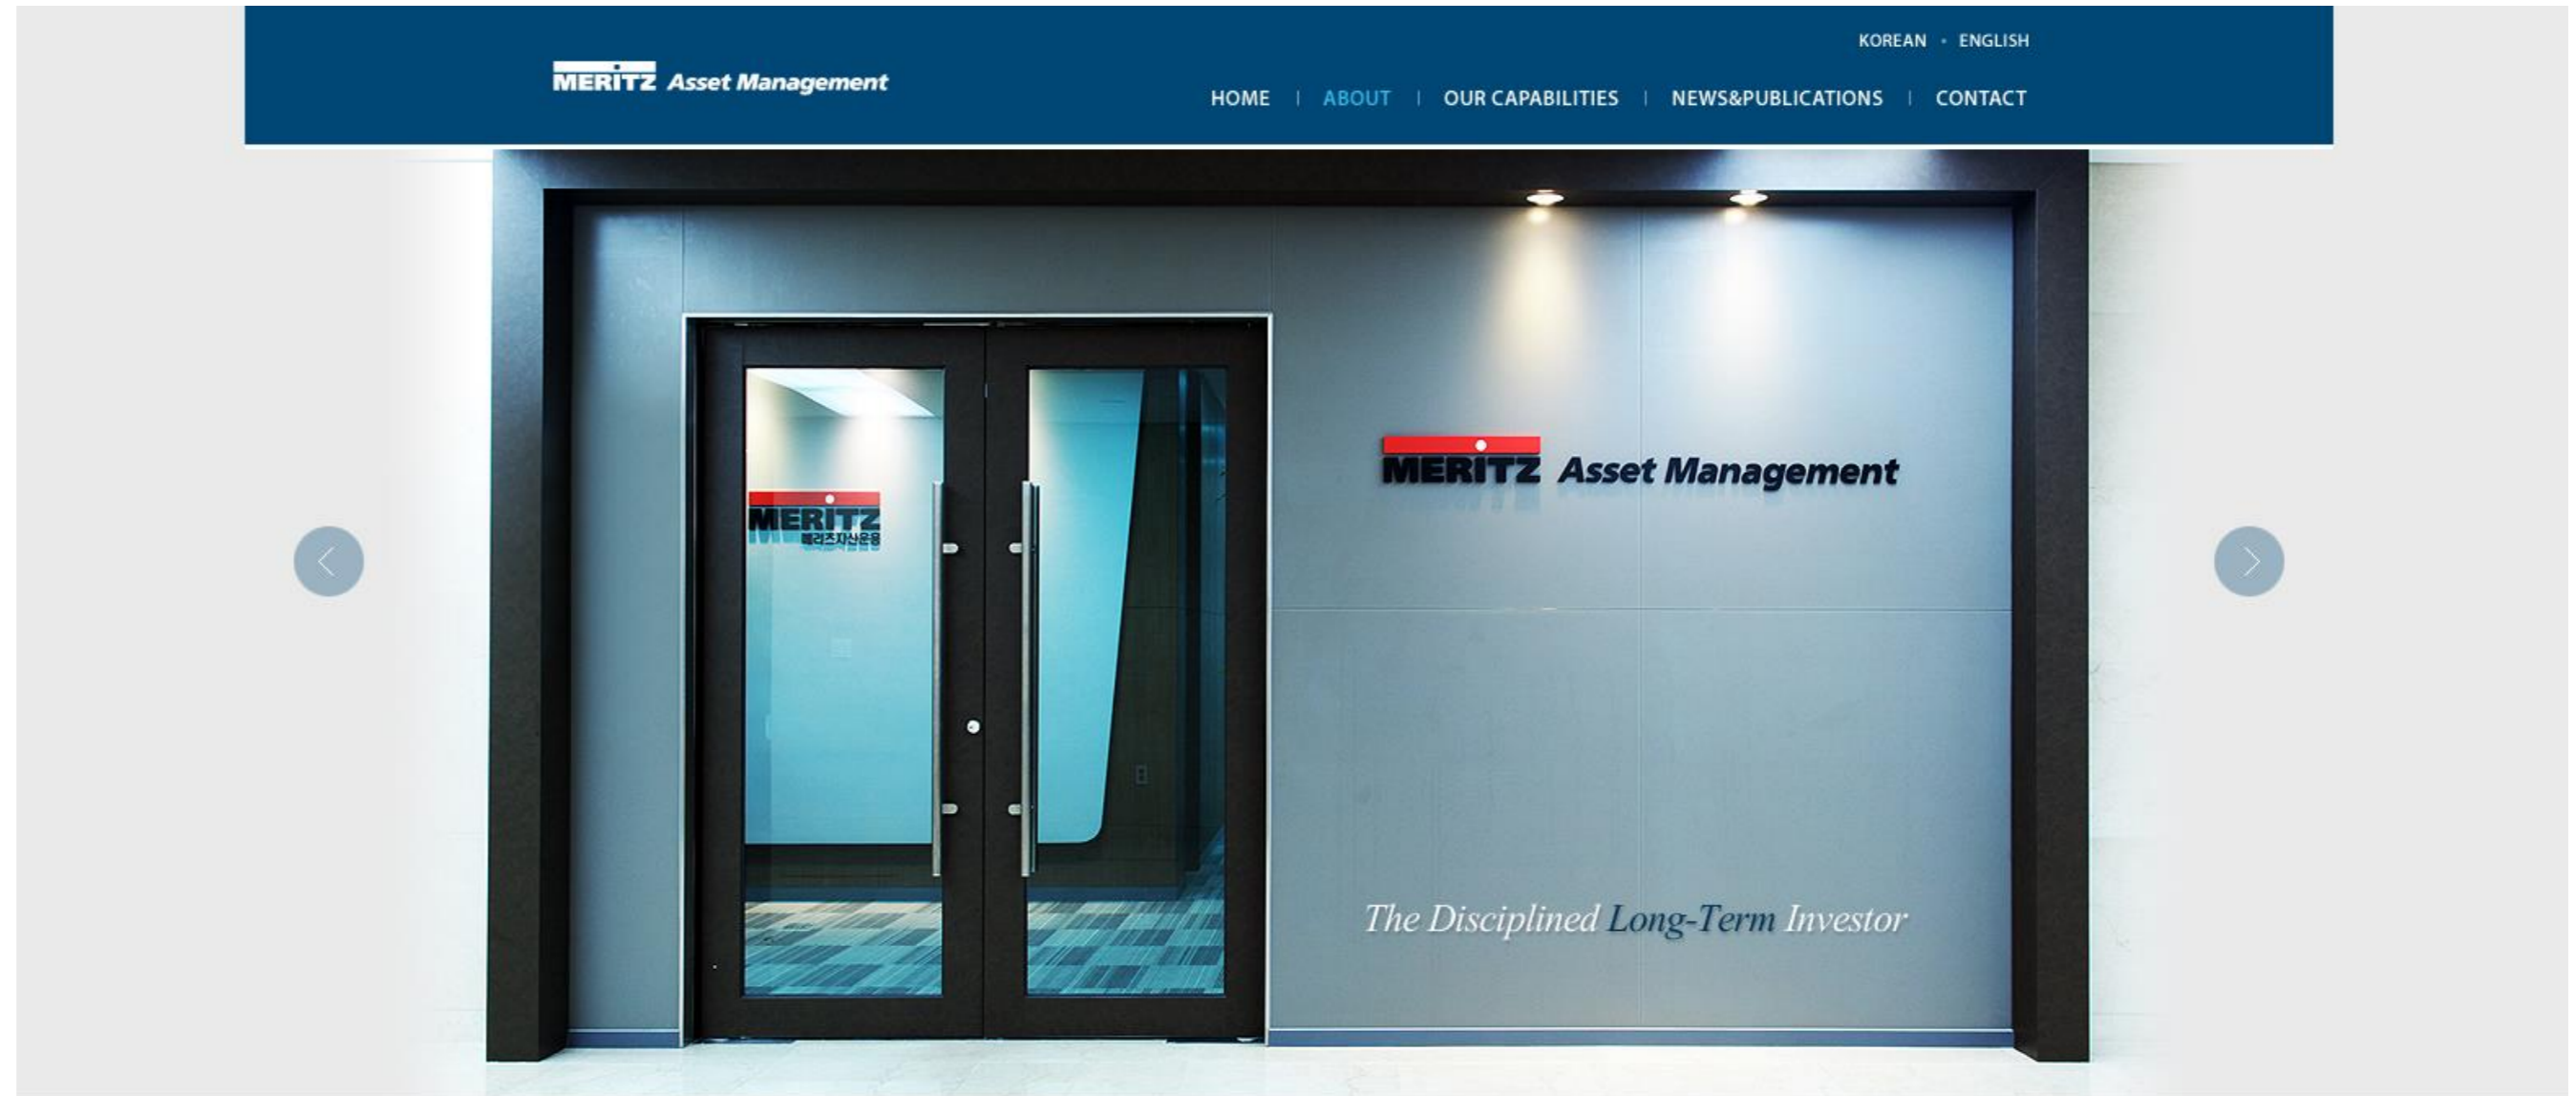 KOREAN • ENGLISH
MERITZ Asset Management
HOME | ABOUT | OUR CAPABILITIES | NEWS&PUBLICATIONS | CONTACT
MERITZ Asset Management
MERITZ
메리츠자산운용
The Disciplined Long-Term Investor